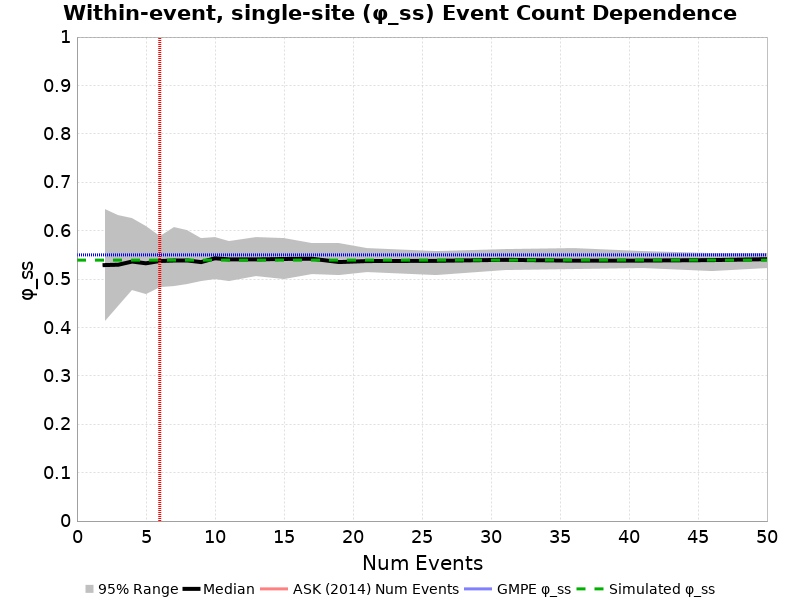 Within-event, single-site (φ_ss) Event Count Dependence
1
0.9
0.8
0.7
0.6
0.5
0.4
0.3
0.2
0.1
0
φ_ss
0 5 10 15 20 25 30 35 40 45 50
Num Events
95% Range Median ASK (2014) Num Events GMPE φ_ss Simulated φ_ss